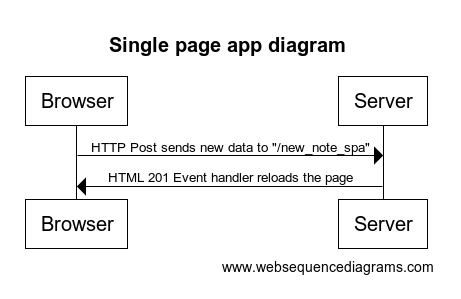 Single page app diagram
Browser Server
HTTP Post sends new data to "/new_note_spa"
HTML 201 Event handler reloads the page
Browser Server
www.websequencediagrams.com